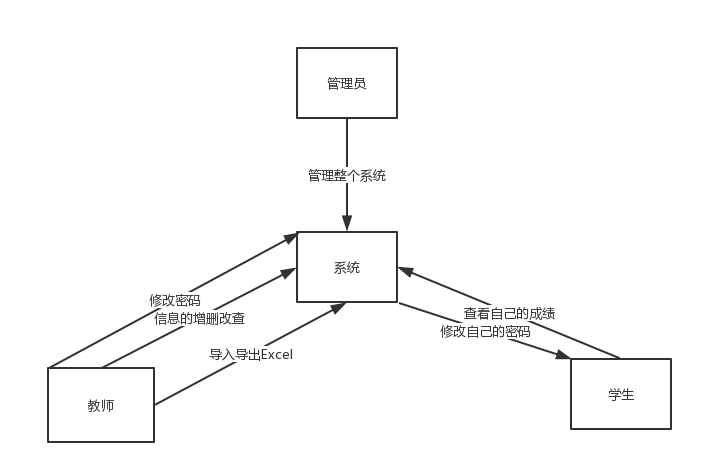 管理员
管理整个系统
系统
修改密码
信息的增删改查
导入导出Excel
查看自己的成绩
修改自己的密码
教师
学生